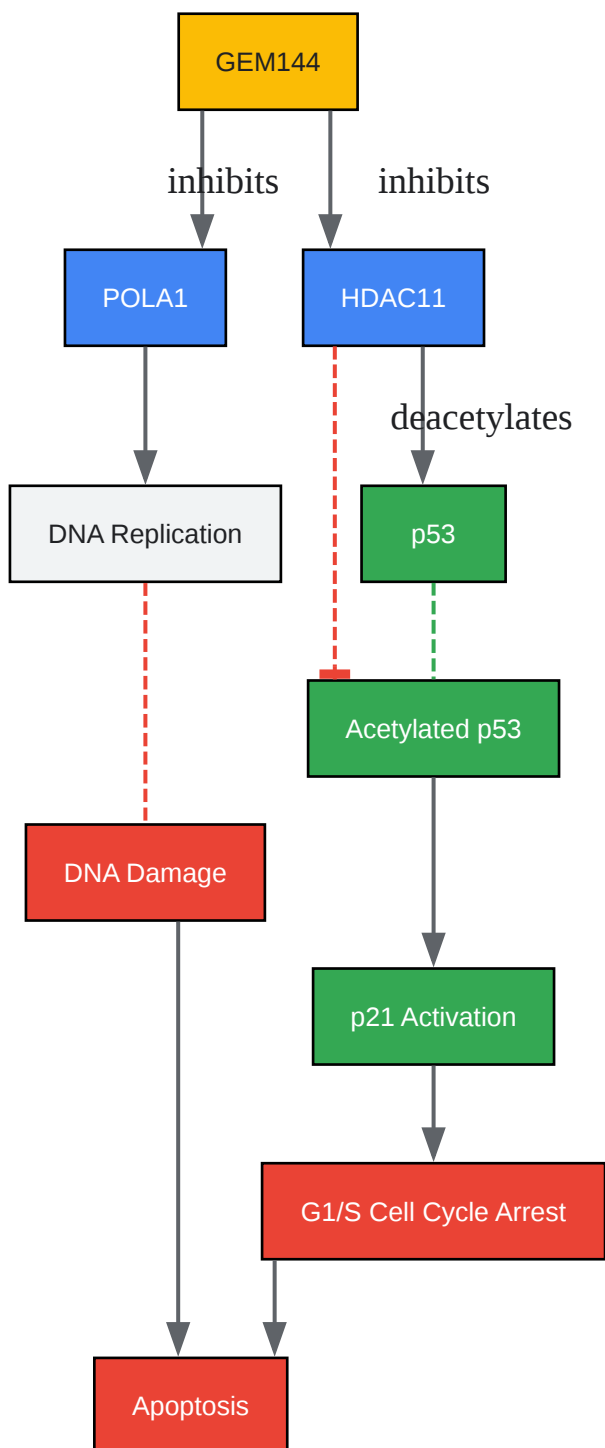 GEM144
inhibits inhibits
POLA1 HDAC11
deacetylates
DNA Replication p53
Acetylated p53
DNA Damage
p21 Activation
G1/S Cell Cycle Arrest
Apoptosis